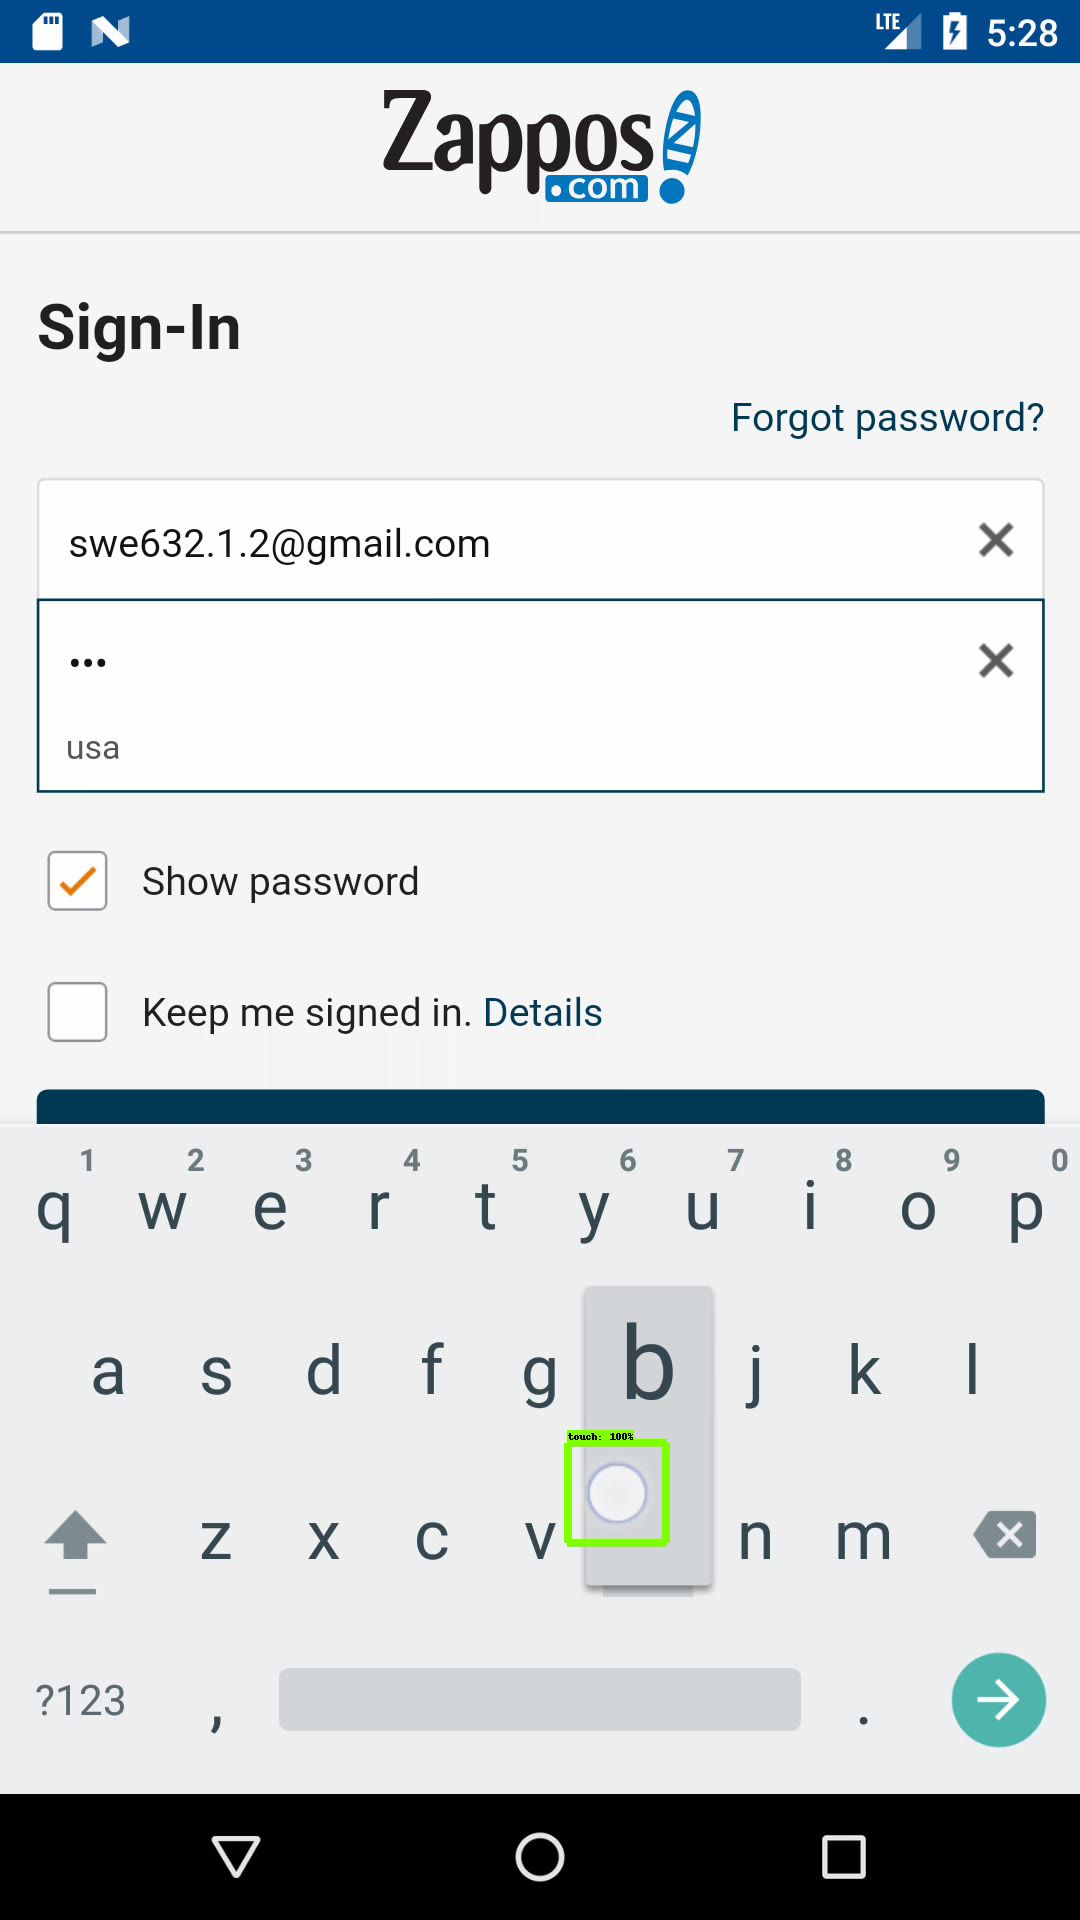 LTE 5:28
Zappos
.com
Sign-In
Forgot password?
swe632.1.2@gmail.com
•••
usa
Show password
Keep me signed in. Details
1 2 3 4 5 6 7 8 9 0
q w e r t y u i o p
a s d f g b j k l
touch: 100%
z x c v n m
?123 , .